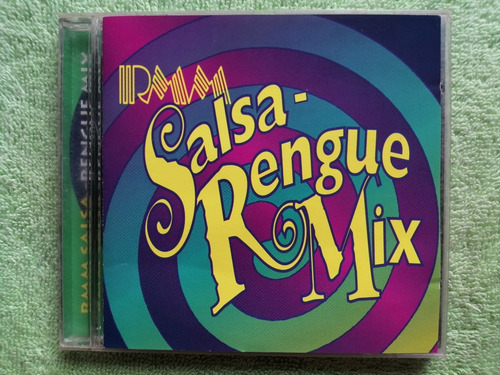 RMM
Salsa-
Rengue
Mix
RMM SALSA-RENGUE MIX